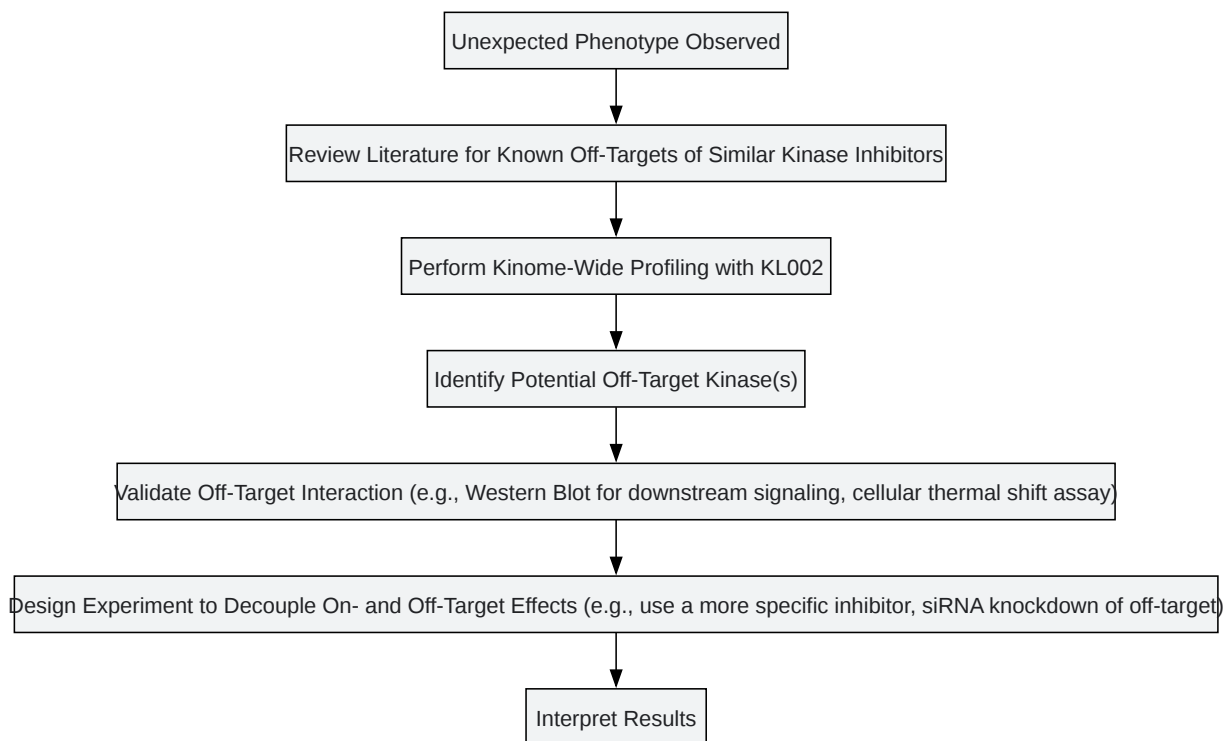 Unexpected Phenotype Observed
Review Literature for Known Off-Targets of Similar Kinase Inhibitors
Perform Kinome-Wide Profiling with KL002
Identify Potential Off-Target Kinase(s)
Validate Off-Target Interaction (e.g., Western Blot for downstream signaling, cellular thermal shift assay)
Design Experiment to Decouple On- and Off-Target Effects (e.g., use a more specific inhibitor, siRNA knockdown of off-target)
Interpret Results